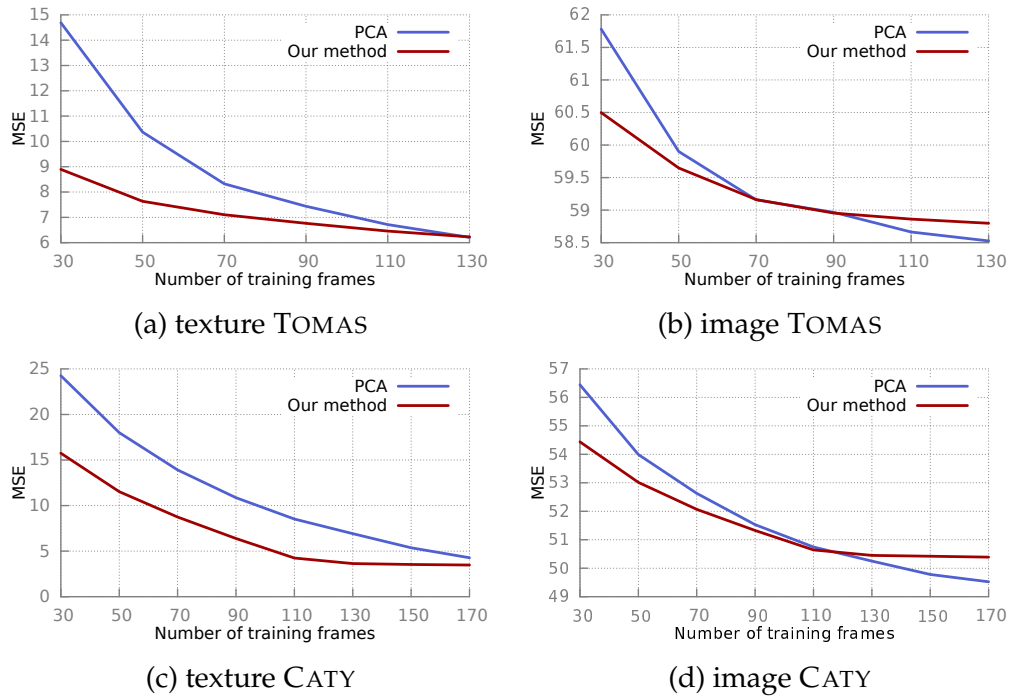 15
14
13
12
11
10
9
8
7
6
MSE
PCA
Our method
30 50 70 90 110 130
Number of training frames
(a) texture TOMAS
62
61.5
61
60.5
60
59.5
59
58.5
MSE
PCA
Our method
30 50 70 90 110 130
Number of training frames
(b) image TOMAS
25
20
15
10
5
0
MSE
PCA
Our method
30 50 70 90 110 130 150 170
Number of training frames
(c) texture CATY
57
56
55
54
53
52
51
50
49
MSE
PCA
Our method
30 50 70 90 110 130 150 170
Number of training frames
(d) image CATY